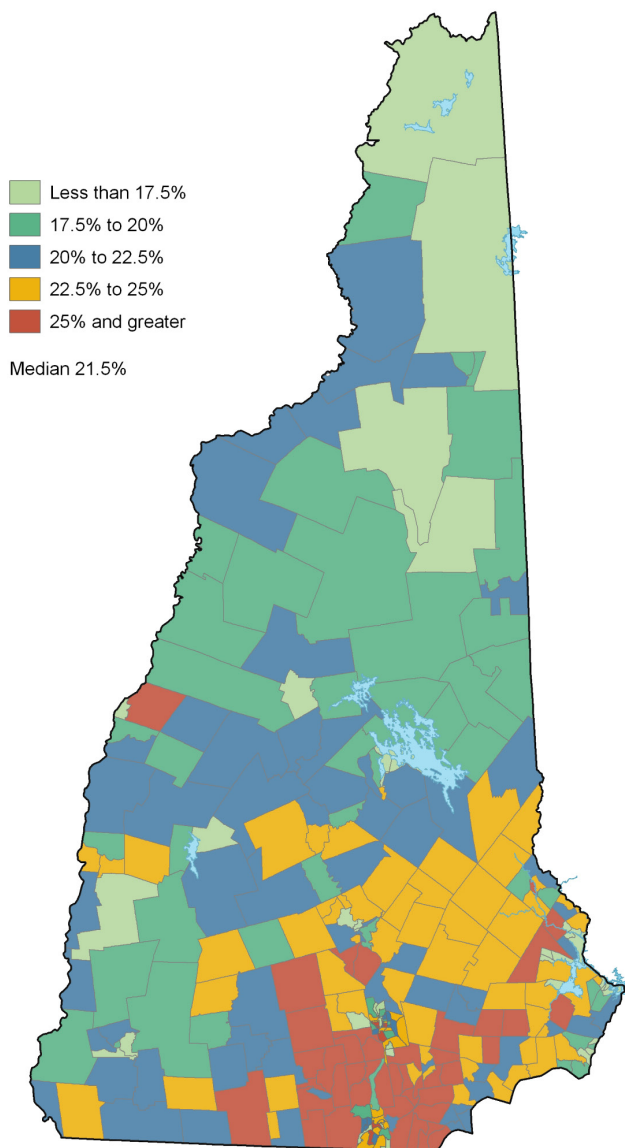 Less than 17.5%
17.5% to 20%
20% to 22.5%
22.5% to 25%
25% and greater
Median 21.5%